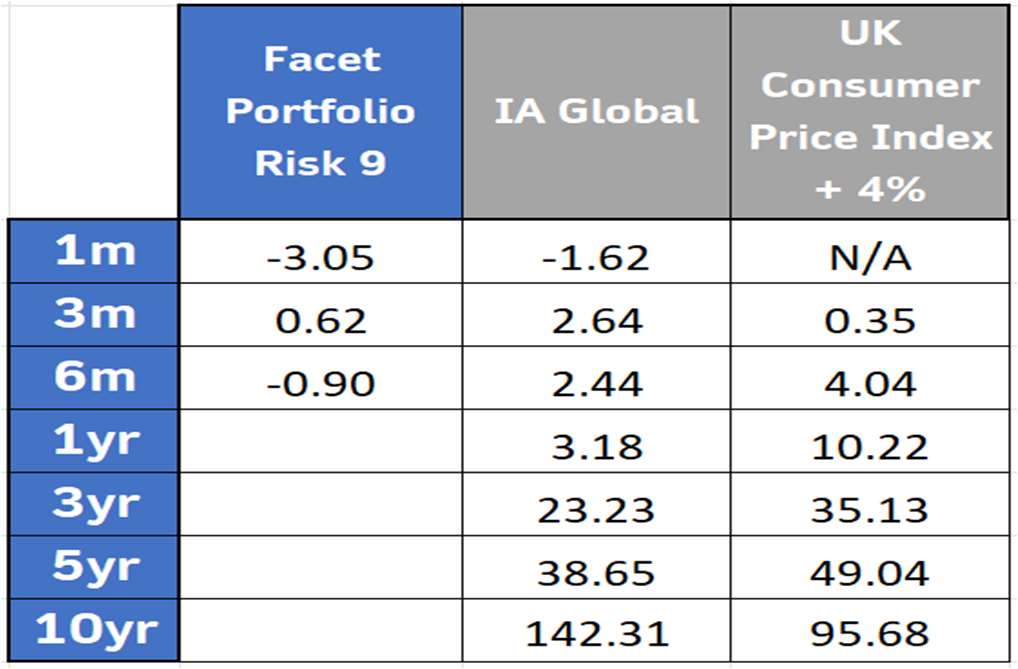 Facet
Portfolio
Risk 9
IA Global
UK
Consumer
Price Index
+ 4%
1m -3.05 -1.62 N/A
3m 0.62 2.64 0.35
6m -0.90 2.44 4.04
1yr 3.18 10.22
3yr 23.23 35.13
5yr 38.65 49.04
10yr 142.31 95.68